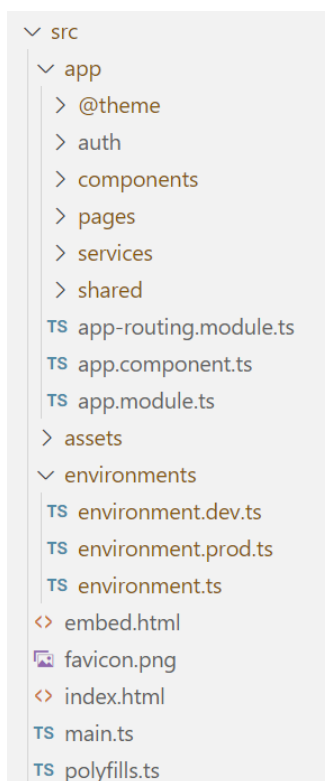 src
app
@theme
auth
components
pages
services
shared
TS app-routing.module.ts
TS app.component.ts
TS app.module.ts
assets
environments
TS environment.dev.ts
TS environment.prod.ts
TS environment.ts
<> embed.html
favicon.png
<> index.html
TS main.ts
TS polyfills.ts